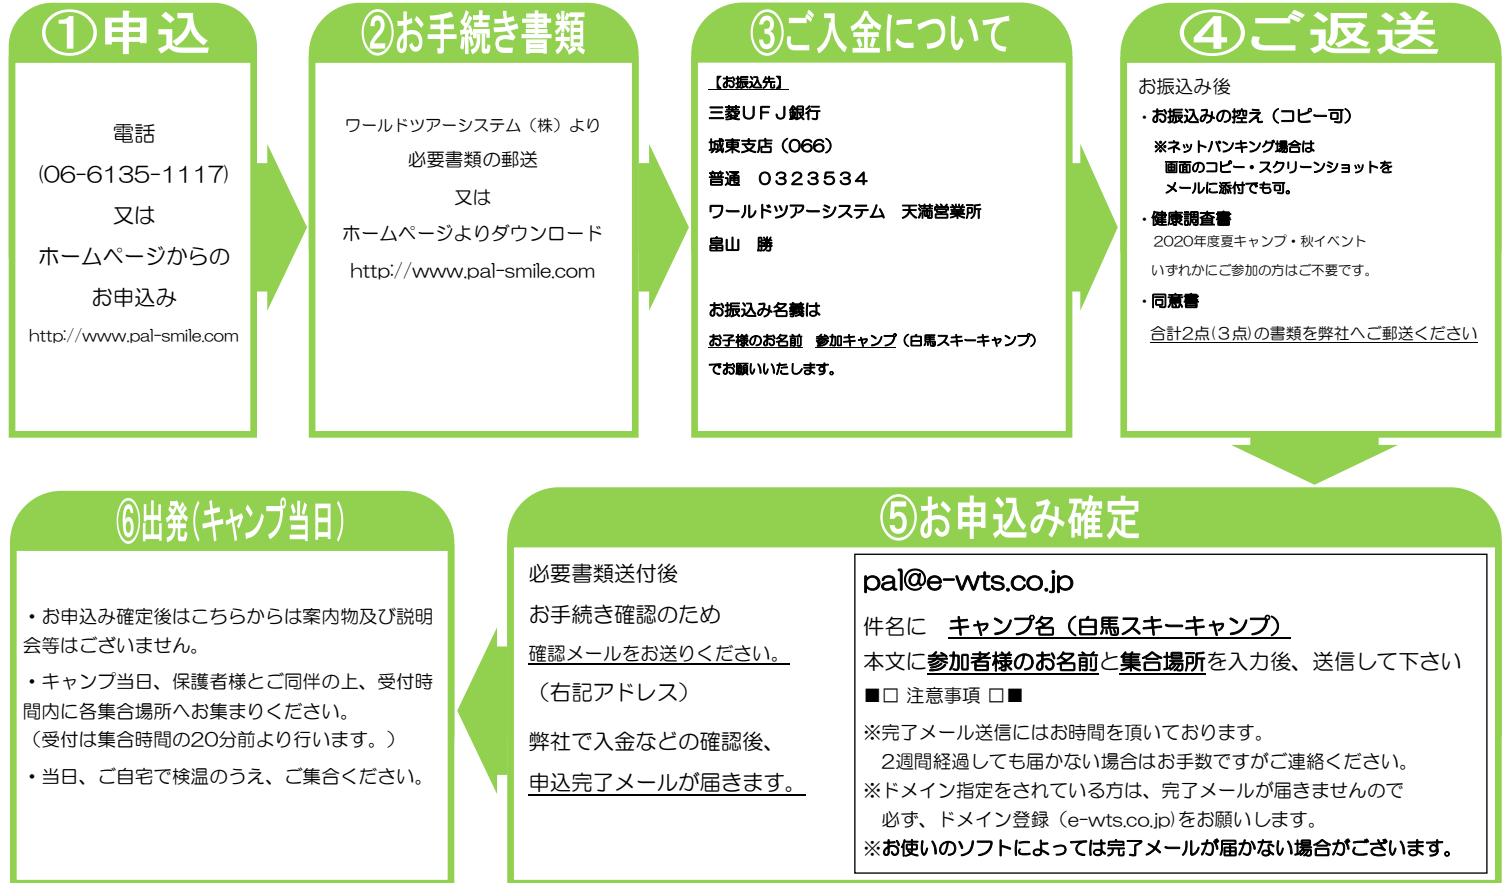 ①申込
電話
(06-6135-1117)
又は
ホームページからの
お申込み
http://www.pal-smile.com
②お手続き書類
ワールドツアーシステム（株）より
必要書類の郵送
又は
ホームページよりダウンロード
http://www.pal-smile.com
③ご入金について
【お振込先】
三菱ＵＦＪ銀行
城東支店（066）
普通　０３２３５３４
ワールドツアーシステム　天満営業所
畠山　勝
お振込み名義は
お子様のお名前　参加キャンプ（白馬スキーキャンプ）
でお願いいたします。
④ご返送
お振込み後
・お振込みの控え（コピー可）
※ネットバンキング場合は
画面のコピー・スクリーンショットを
メールに添付でも可。
・健康調査書
2020年度夏キャンプ・秋イベント
いずれかにご参加の方はご不要です。
・同意書
合計2点(３点)の書類を弊社へご郵送ください
⑤お申込み確定
必要書類送付後
お手続き確認のため
確認メールをお送りください。
（右記アドレス）
弊社で入金などの確認後、
申込完了メールが届きます。
pal@e-wts.co.jp
件名に　キャンプ名（白馬スキーキャンプ）
本文に参加者様のお名前と集合場所を入力後、送信して下さい
■□ 注意事項 □■
※完了メール送信にはお時間を頂いております。
2週間経過しても届かない場合はお手数ですがご連絡ください。
※ドメイン指定をされている方は、完了メールが届きませんので
必ず、ドメイン登録（e-wts.co.jp)をお願いします。
※お使いのソフトによっては完了メールが届かない場合がございます。
⑥出発(キャンプ当日)
・お申込み確定後はこちらからは案内物及び説明
会等はございません。
・キャンプ当日、保護者様とご同伴の上、受付時
間内に各集合場所へお集まりください。
（受付は集合時間の20分前より行います。）
・当日、ご自宅で検温のうえ、ご集合ください。